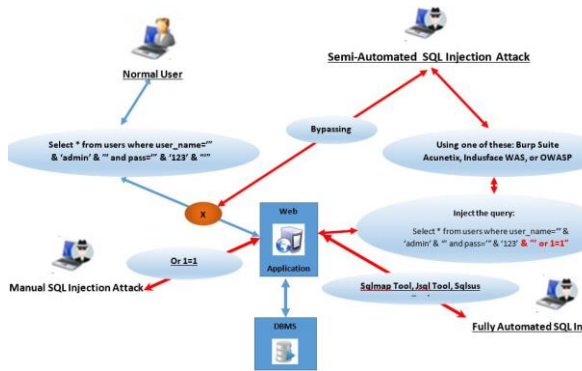 Normal User
Semi-Automated SQL Injection Attack
Select * from users where user_name='"
& 'admin' & "' and pass='" & '123' & "'"
Bypassing
Using one of these: Burp Suite
Acunetix, Indusface WAS, or OWASP
X
Web
Application
Inject the query:
Select * from users where user_name='" &
'admin' & "' and pass='" & '123' & "' or 1=1"
Or 1=1
Manual SQL Injection Attack
Sqlmap Tool, Jsql Tool, Sqlsus
DBMS
Fully Automated SQL In